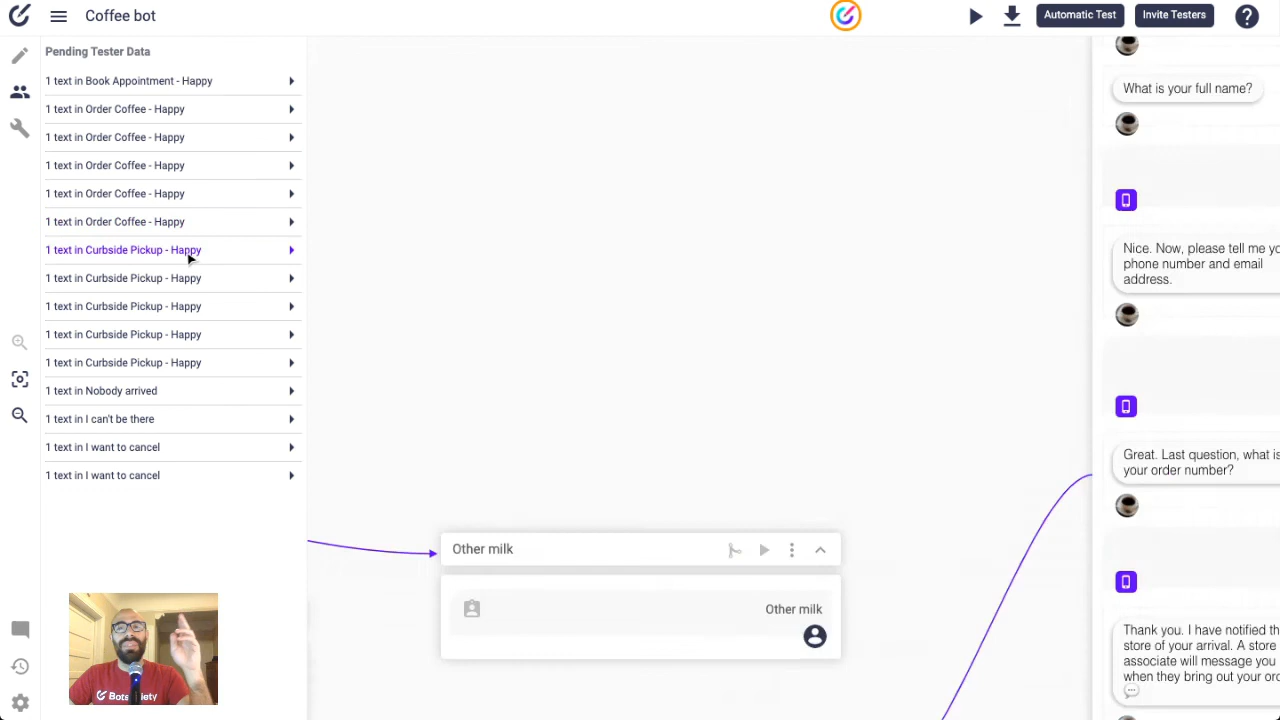 Coffee bot
Automatic Test
Invite Testers
Pending Tester Data
1 text in Book Appointment - Happy
1 text in Order Coffee - Happy
1 text in Order Coffee - Happy
1 text in Order Coffee - Happy
1 text in Order Coffee - Happy
1 text in Order Coffee - Happy
1 text in Curbside Pickup - Happy
1 text in Curbside Pickup - Happy
1 text in Curbside Pickup - Happy
1 text in Curbside Pickup - Happy
1 text in Curbside Pickup - Happy
1 text in Nobody arrived
1 text in I can't be there
1 text in I want to cancel
1 text in I want to cancel
Other milk
Other milk
What is your full name?
Nice. Now, please tell me
phone number and email
address.
Great. Last question, what is
your order number?
Thank you. I have notified
store of your arrival. A store
associate will message you
when they bring out your